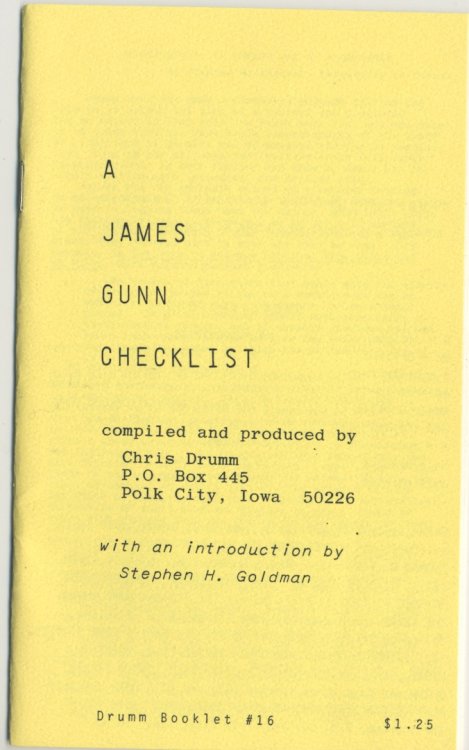 A
JAMES
GUNN
CHECKLIST
compiled and produced by
Chris Drumm
P.O. Box 445
Polk City, Iowa 50226
with an introduction by
Stephen H. Goldman
Drumm Booklet #16
$1.25